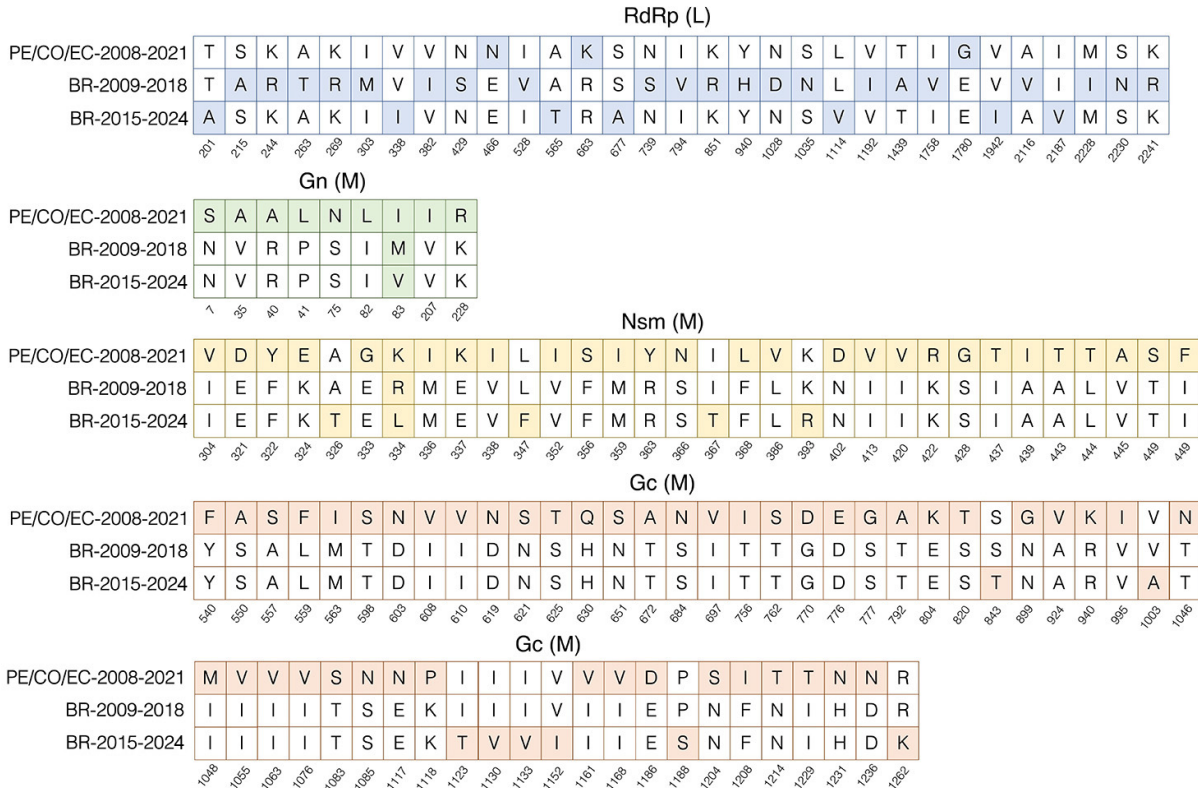 RdRp (L)
PE/CO/EC-2008-2021 T S K A K I V V N N I A K S N I K Y N S L V T I G V A I M S K
BR-2009-2018 T A R T R M V I S E V A R S S V R H D N L I A V E V V I I N R
BR-2015-2024 A S K A K I I V N E I T R A N I K Y N S V V T I E I A V M S K
201 215 244 263 269 303 338 382 429 466 528 565 663 677 739 794 851 940 1028 1035 1114 1192 1439 1758 1780 1942 2116 2187 2228 2230 2241
Gn (M)
PE/CO/EC-2008-2021 S A A L N L I I R
BR-2009-2018 N V R P S I M V K
BR-2015-2024 N V R P S I V V K
7 35 40 41 75 82 83 207 228
Nsm (M)
PE/CO/EC-2008-2021 V D Y E A G K I K I L I S I Y N I L V K D V V R G T I T T A S F
BR-2009-2018 I E F K A E R M E V L V F M R S I F L K N I I K S I A A L V T I
BR-2015-2024 I E F K T E L M E V F V F M R S T F L R N I I K S I A A L V T I
304 321 322 324 326 333 334 336 337 338 347 352 356 359 363 366 367 368 386 393 402 413 420 422 428 437 439 443 444 445 449 449
Gc (M)
PE/CO/EC-2008-2021 F A S F I S N V V N S T Q S A N V I S D E G A K T S G V K I V N
BR-2009-2018 Y S A L M T D I I D N S H N T S I T T G D S T E S S N A R V V T
BR-2015-2024 Y S A L M T D I I D N S H N T S I T T G D S T E S T N A R V A T
540 550 557 559 563 598 603 608 610 619 621 625 630 651 672 684 697 756 762 770 776 777 792 804 820 843 899 924 940 995 1003 1046
Gc (M)
PE/CO/EC-2008-2021 M V V V S N N P I I I V V V D P S I T T N N R
BR-2009-2018 I I I I T S E K I I I V I I E P N F N I H D R
BR-2015-2024 I I I I T S E K T V V I I I E S N F N I H D K
1048 1055 1063 1076 1083 1085 1117 1118 1123 1130 1133 1152 1161 1168 1186 1188 1204 1208 1214 1229 1231 1236 1262